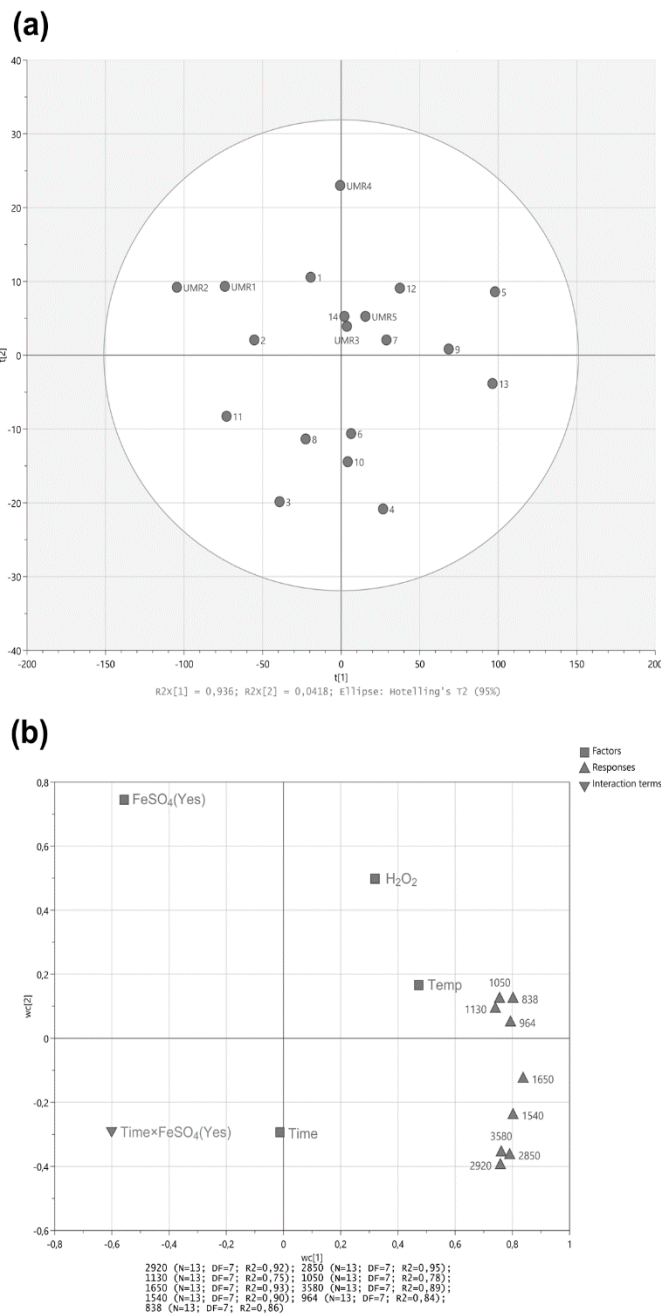 (a)
40
30
20
10
0
-10
-20
-30
-40
t[2]
UMR4
1
UMR2
UMR1
12
5
14
UMR5
UMR3
2
7
9
13
11
8
6
10
3
4
-200 -150 -100 -50 0 50 100 150 200
t[1]
R2X[1] = 0,936; R2X[2] = 0,0418; Ellipse: Hotelling's T2 (95%)
(b)
Factors
Responses
Interaction terms
0,8
0,6
0,4
0,2
0
-0,2
-0,4
-0,6
wc[2]
FeSO₄(Yes)
H₂O₂
Temp
1050
838
1130
964
1650
1540
Time×FeSO₄(Yes)
Time
3580
2850
2920
-0,8 -0,6 -0,4 -0,2 0 0,2 0,4 0,6 0,8 1
wc[1]
2920 (N=13; DF=7; R2=0,92); 2850 (N=13; DF=7; R2=0,95);
1130 (N=13; DF=7; R2=0,75); 1050 (N=13; DF=7; R2=0,78);
1650 (N=13; DF=7; R2=0,93); 3580 (N=13; DF=7; R2=0,89);
1540 (N=13; DF=7; R2=0,90); 964 (N=13; DF=7; R2=0,84);
838 (N=13; DF=7; R2=0,86)